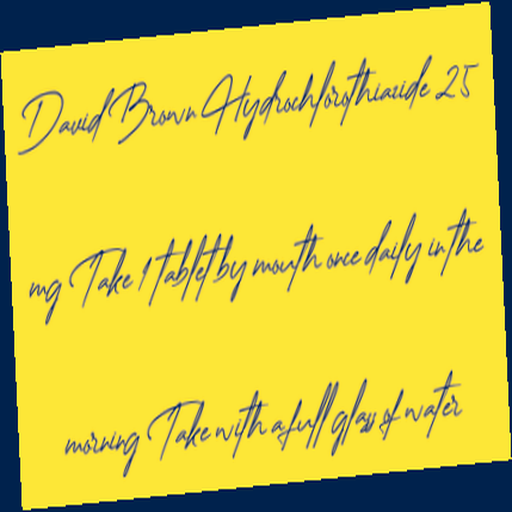 David Brown Hydrochlorothiazide 25
mg Take 1 tablet by mouth once daily in the
morning Take with a full glass of water